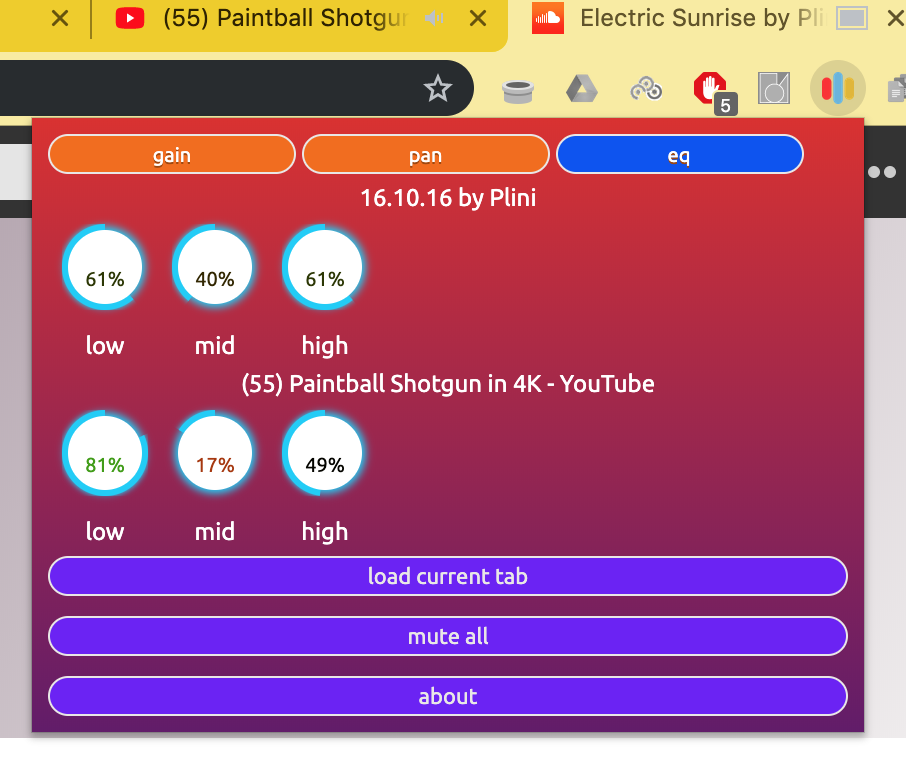 (55) Paintball Shotgun
Electric Sunrise by Pli
5
gain pan eq
16.10.16 by Plini
61% 40% 61%
low mid high
(55) Paintball Shotgun in 4K - YouTube
81% 17% 49%
low mid high
load current tab
mute all
about